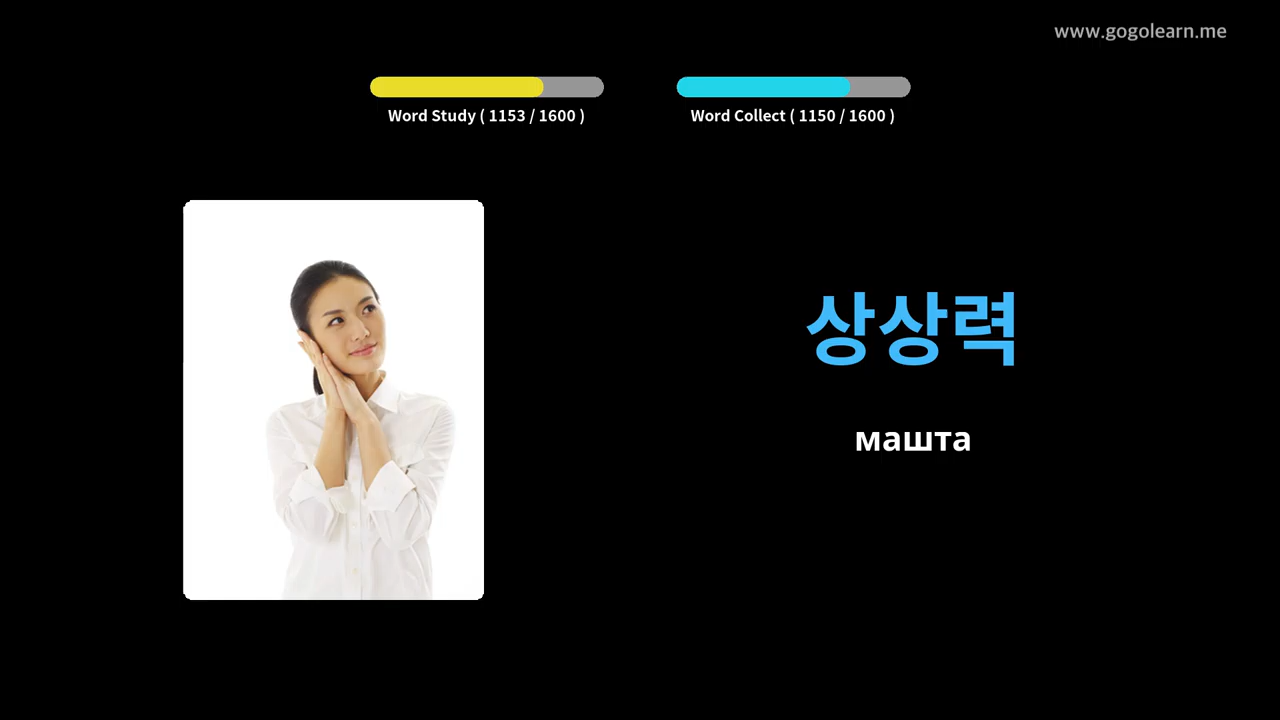 www.gogolearn.me
Word Study ( 1153 / 1600 )
Word Collect ( 1150 / 1600 )
상상력
машта